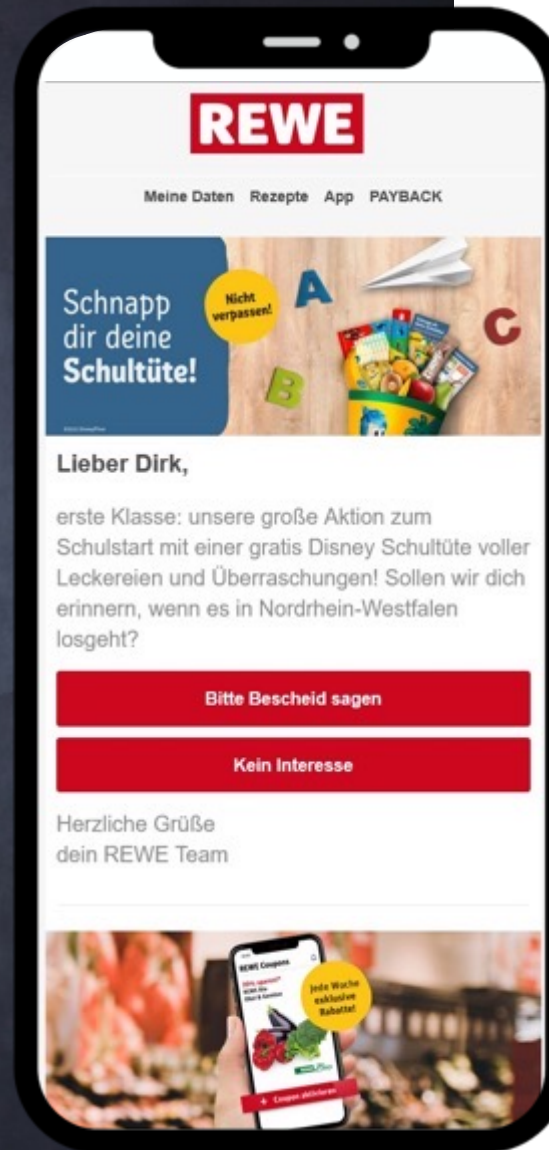 REWE
Meine Daten Rezepte App PAYBACK
Schnapp
dir deine
Schultüte!
Nicht
verpassen!
A
B
C
Lieber Dirk,
erste Klasse: unsere große Aktion zum
Schulstart mit einer gratis Disney Schultüte voller
Leckereien und Überraschungen! Sollen wir dich
erinnern, wenn es in Nordrhein-Westfalen
losgeht?
Bitte Bescheid sagen
Kein Interesse
Herzliche Grüße
dein REWE Team
REWE Coupons
Jede Woche
exklusive
Rabatte!
+ Coupon aktivieren